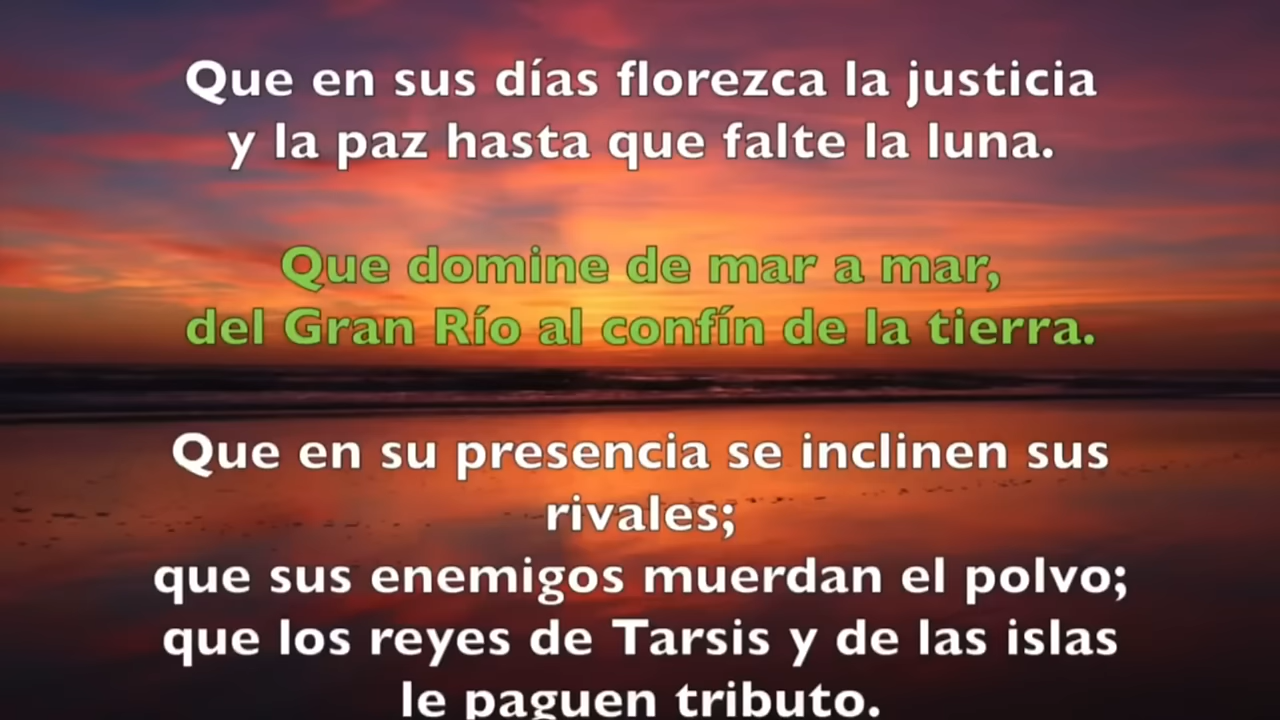 Que en sus días florezca la justicia
y la paz hasta que falte la luna.
Que domine de mar a mar,
del Gran Río al confín de la tierra.
Que en su presencia se inclinen sus
rivales;
que sus enemigos muerdan el polvo;
que los reyes de Tarsis y de las islas
le paguen tributo.